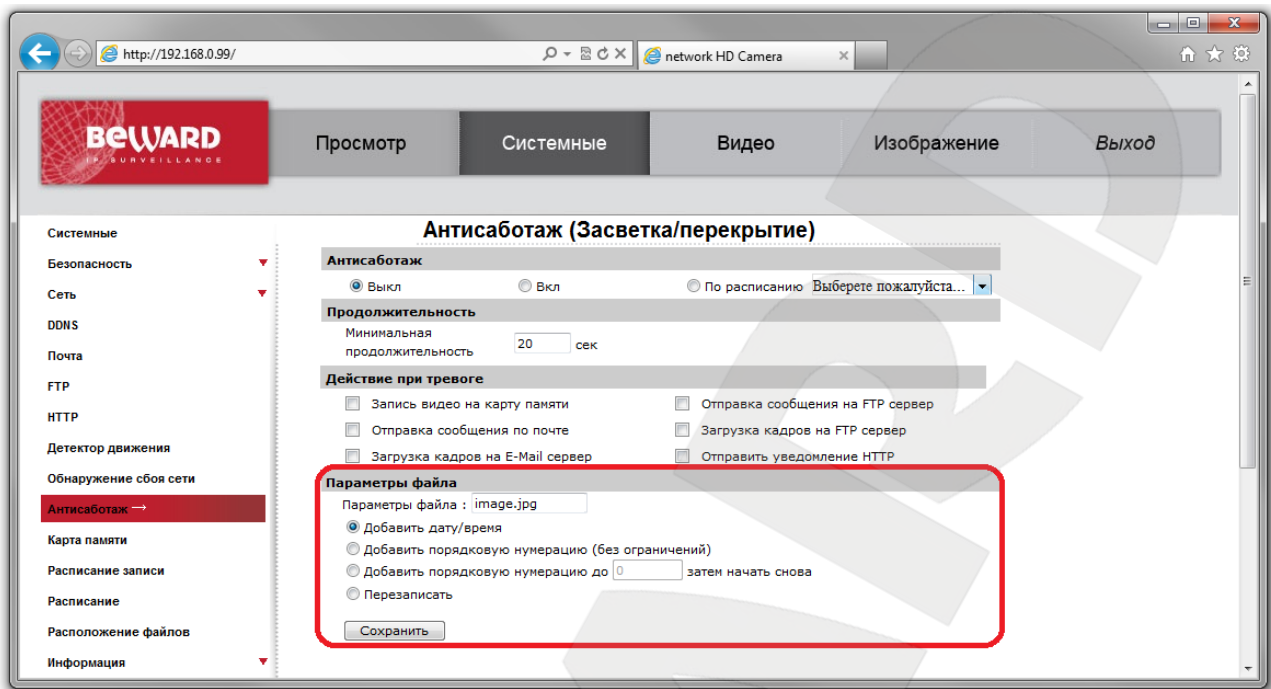 http://192.168.0.99/
network HD Camera
BEWARD
IP SURVEILLANCE
Просмотр
Системные
Видео
Изображение
Выход
Системные
Безопасность
Сеть
DDNS
Почта
FTP
HTTP
Детектор движения
Обнаружение сбоя сети
Антисаботаж →
Карта памяти
Расписание записи
Расписание
Расположение файлов
Информация
Антисаботаж (Засветка/перекрытие)
Антисаботаж
Выкл Вкл По расписанию Выберете пожалуйста...
Продолжительность
Минимальная
продолжительность 20 сек
Действие при тревоге
Запись видео на карту памяти Отправка сообщения на FTP сервер
Отправка сообщения по почте Загрузка кадров на FTP сервер
Загрузка кадров на E-Mail сервер Отправить уведомление HTTP
Параметры файла
Параметры файла : image.jpg
Добавить дату/время
Добавить порядковую нумерацию (без ограничений)
Добавить порядковую нумерацию до 0 затем начать снова
Перезаписать
Сохранить